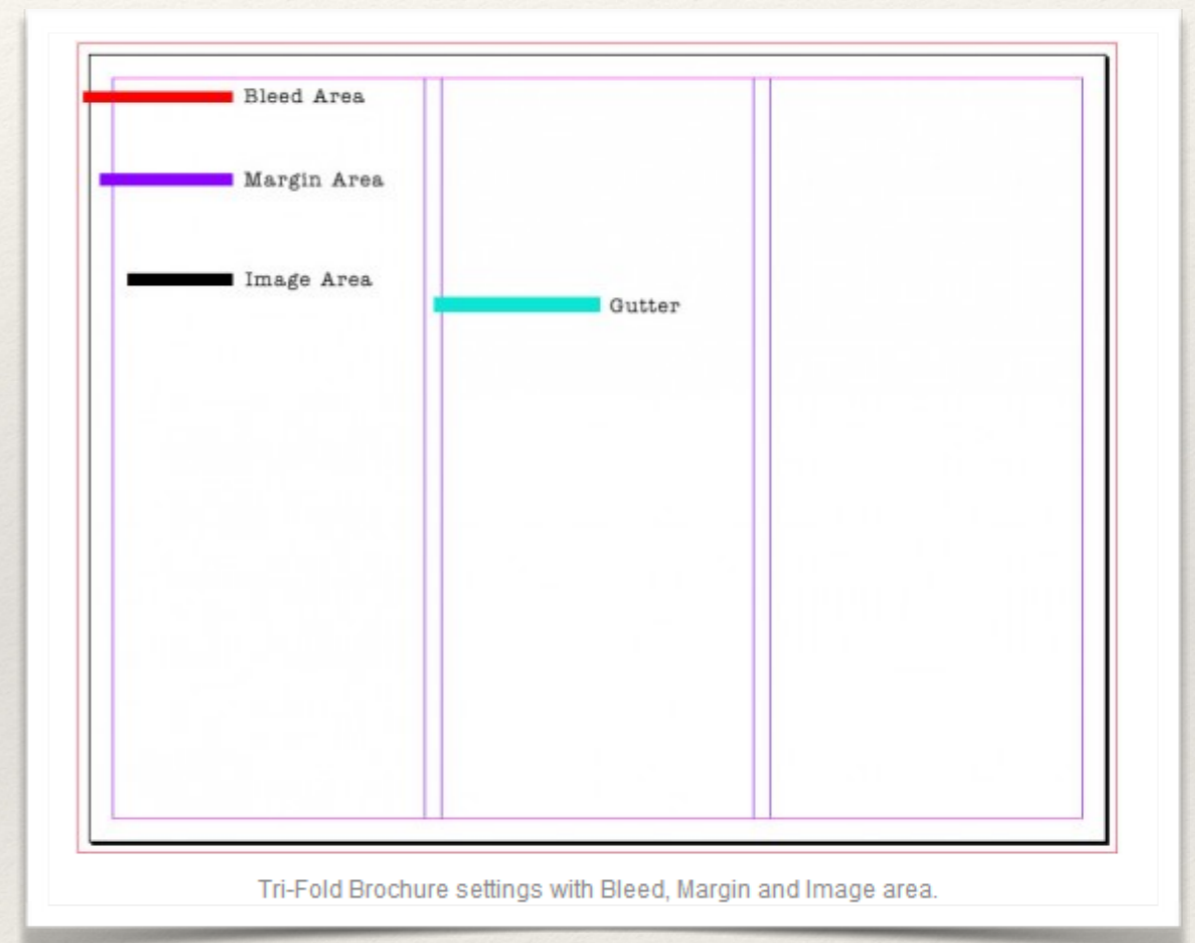 Bleed Area
Margin Area
Image Area
Gutter
Tri-Fold Brochure settings with Bleed, Margin and Image area.